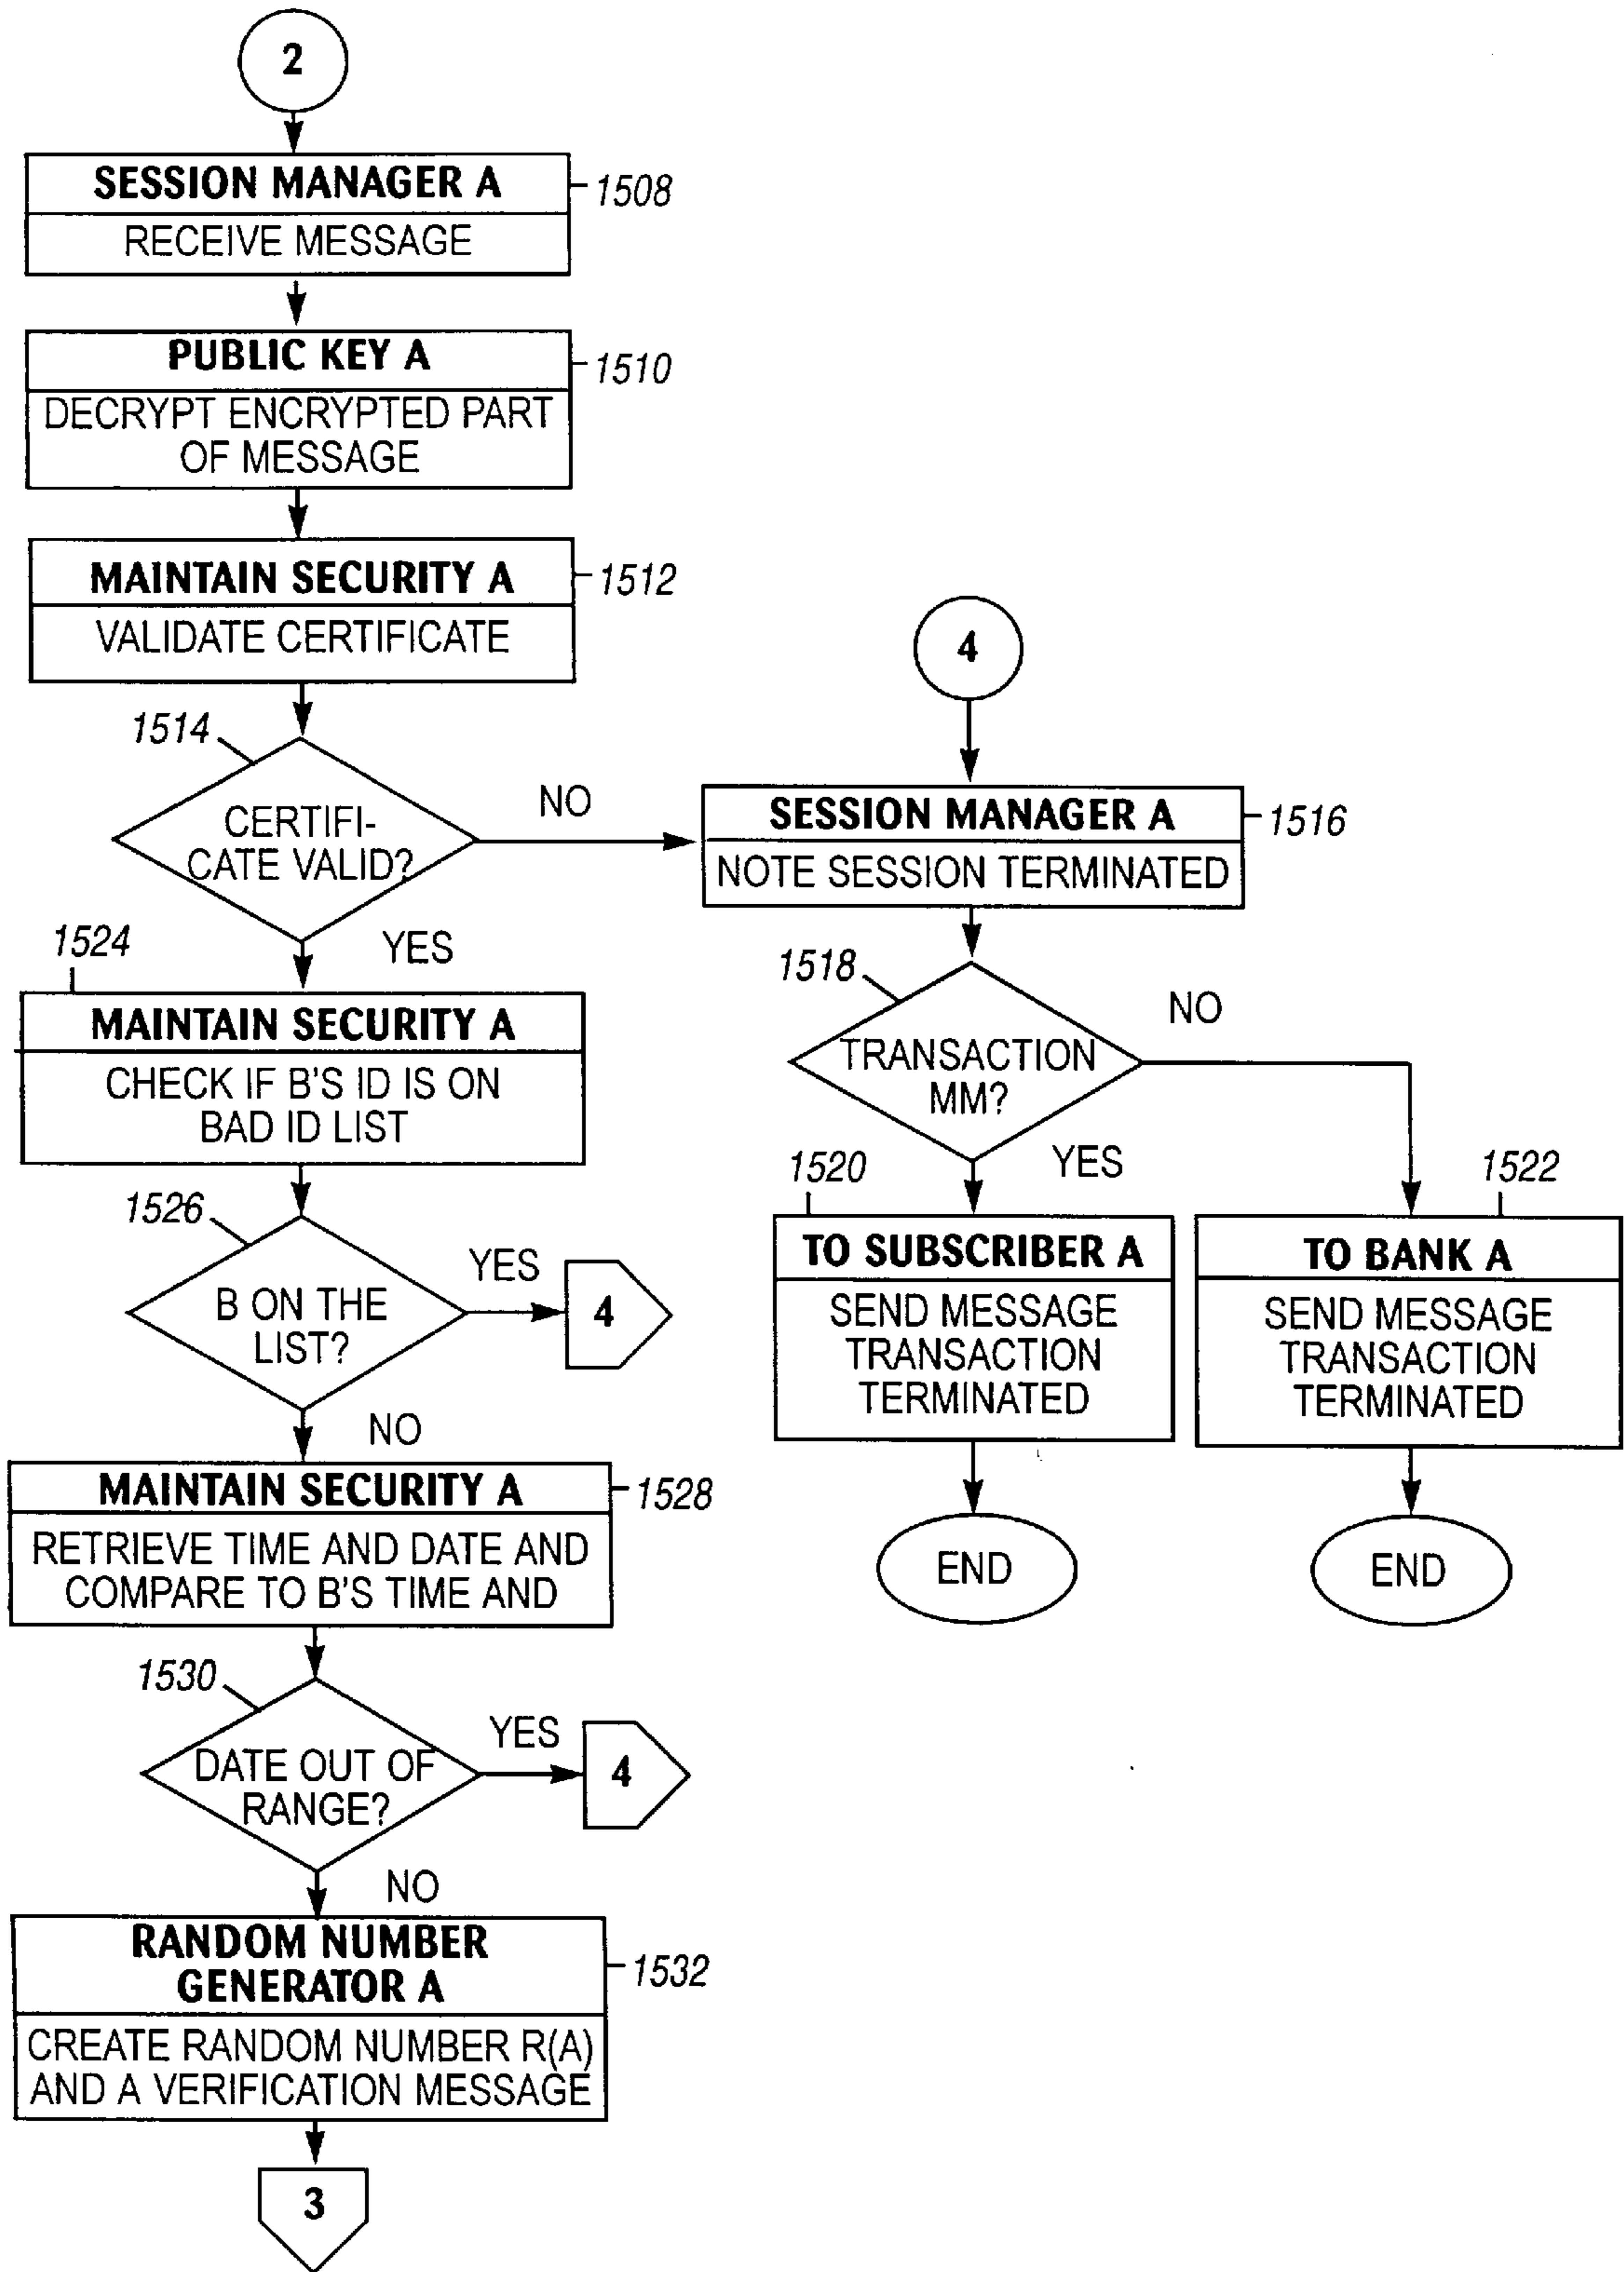 2
SESSION MANAGER A
1508
RECEIVE MESSAGE
PUBLIC KEY A
1510
DECRYPT ENCRYPTED PART
OF MESSAGE
MAINTAIN SECURITY A
1512
VALIDATE CERTIFICATE
1514
CERTIFI-
CATE VALID?
NO
YES
4
SESSION MANAGER A
1516
NOTE SESSION TERMINATED
1524
MAINTAIN SECURITY A
CHECK IF B'S ID IS ON
BAD ID LIST
1518
TRANSACTION
MM?
NO
YES
1526
B ON THE
LIST?
YES
4
NO
1520
TO SUBSCRIBER A
SEND MESSAGE
TRANSACTION
TERMINATED
END
1522
TO BANK A
SEND MESSAGE
TRANSACTION
TERMINATED
END
MAINTAIN SECURITY A
1528
RETRIEVE TIME AND DATE AND
COMPARE TO B'S TIME AND
1530
DATE OUT OF
RANGE?
YES
4
NO
RANDOM NUMBER
GENERATOR A
1532
CREATE RANDOM NUMBER R(A)
AND A VERIFICATION MESSAGE
3